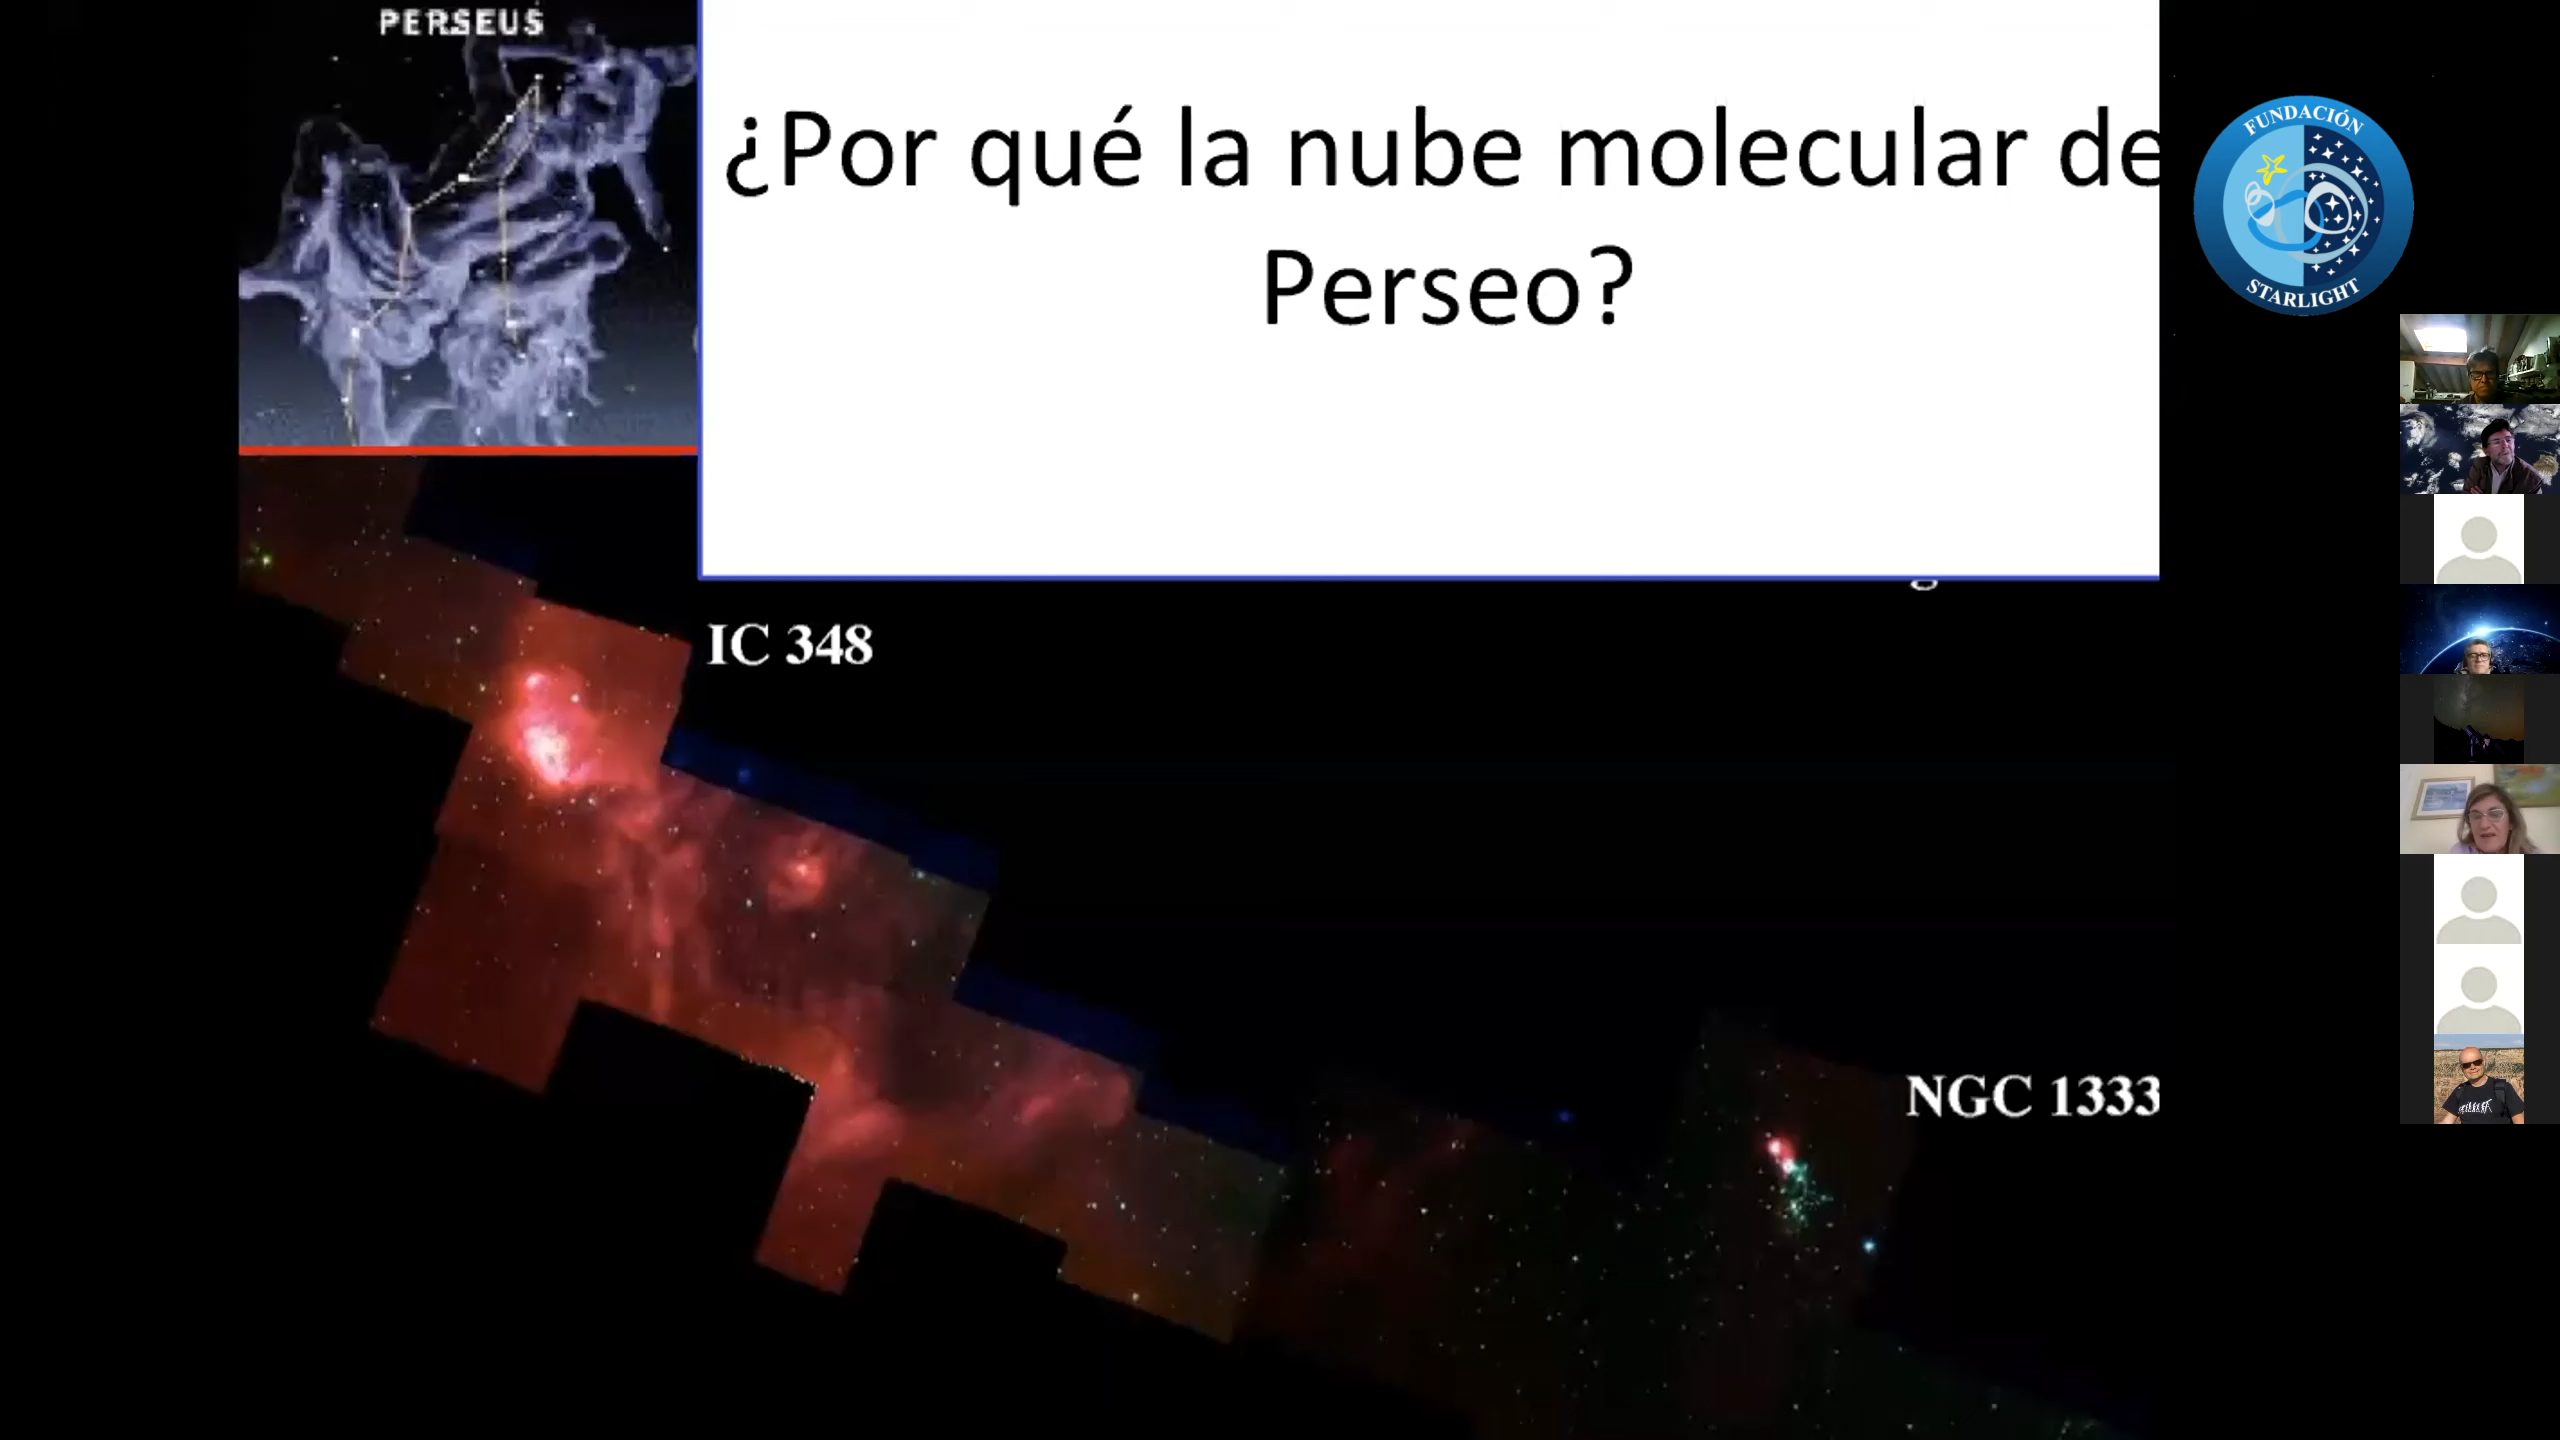 PERSEUS
¿Por qué la nube molecular de
Perseo?
FUNDACIÓN
STARLIGHT
IC 348
NGC 1333